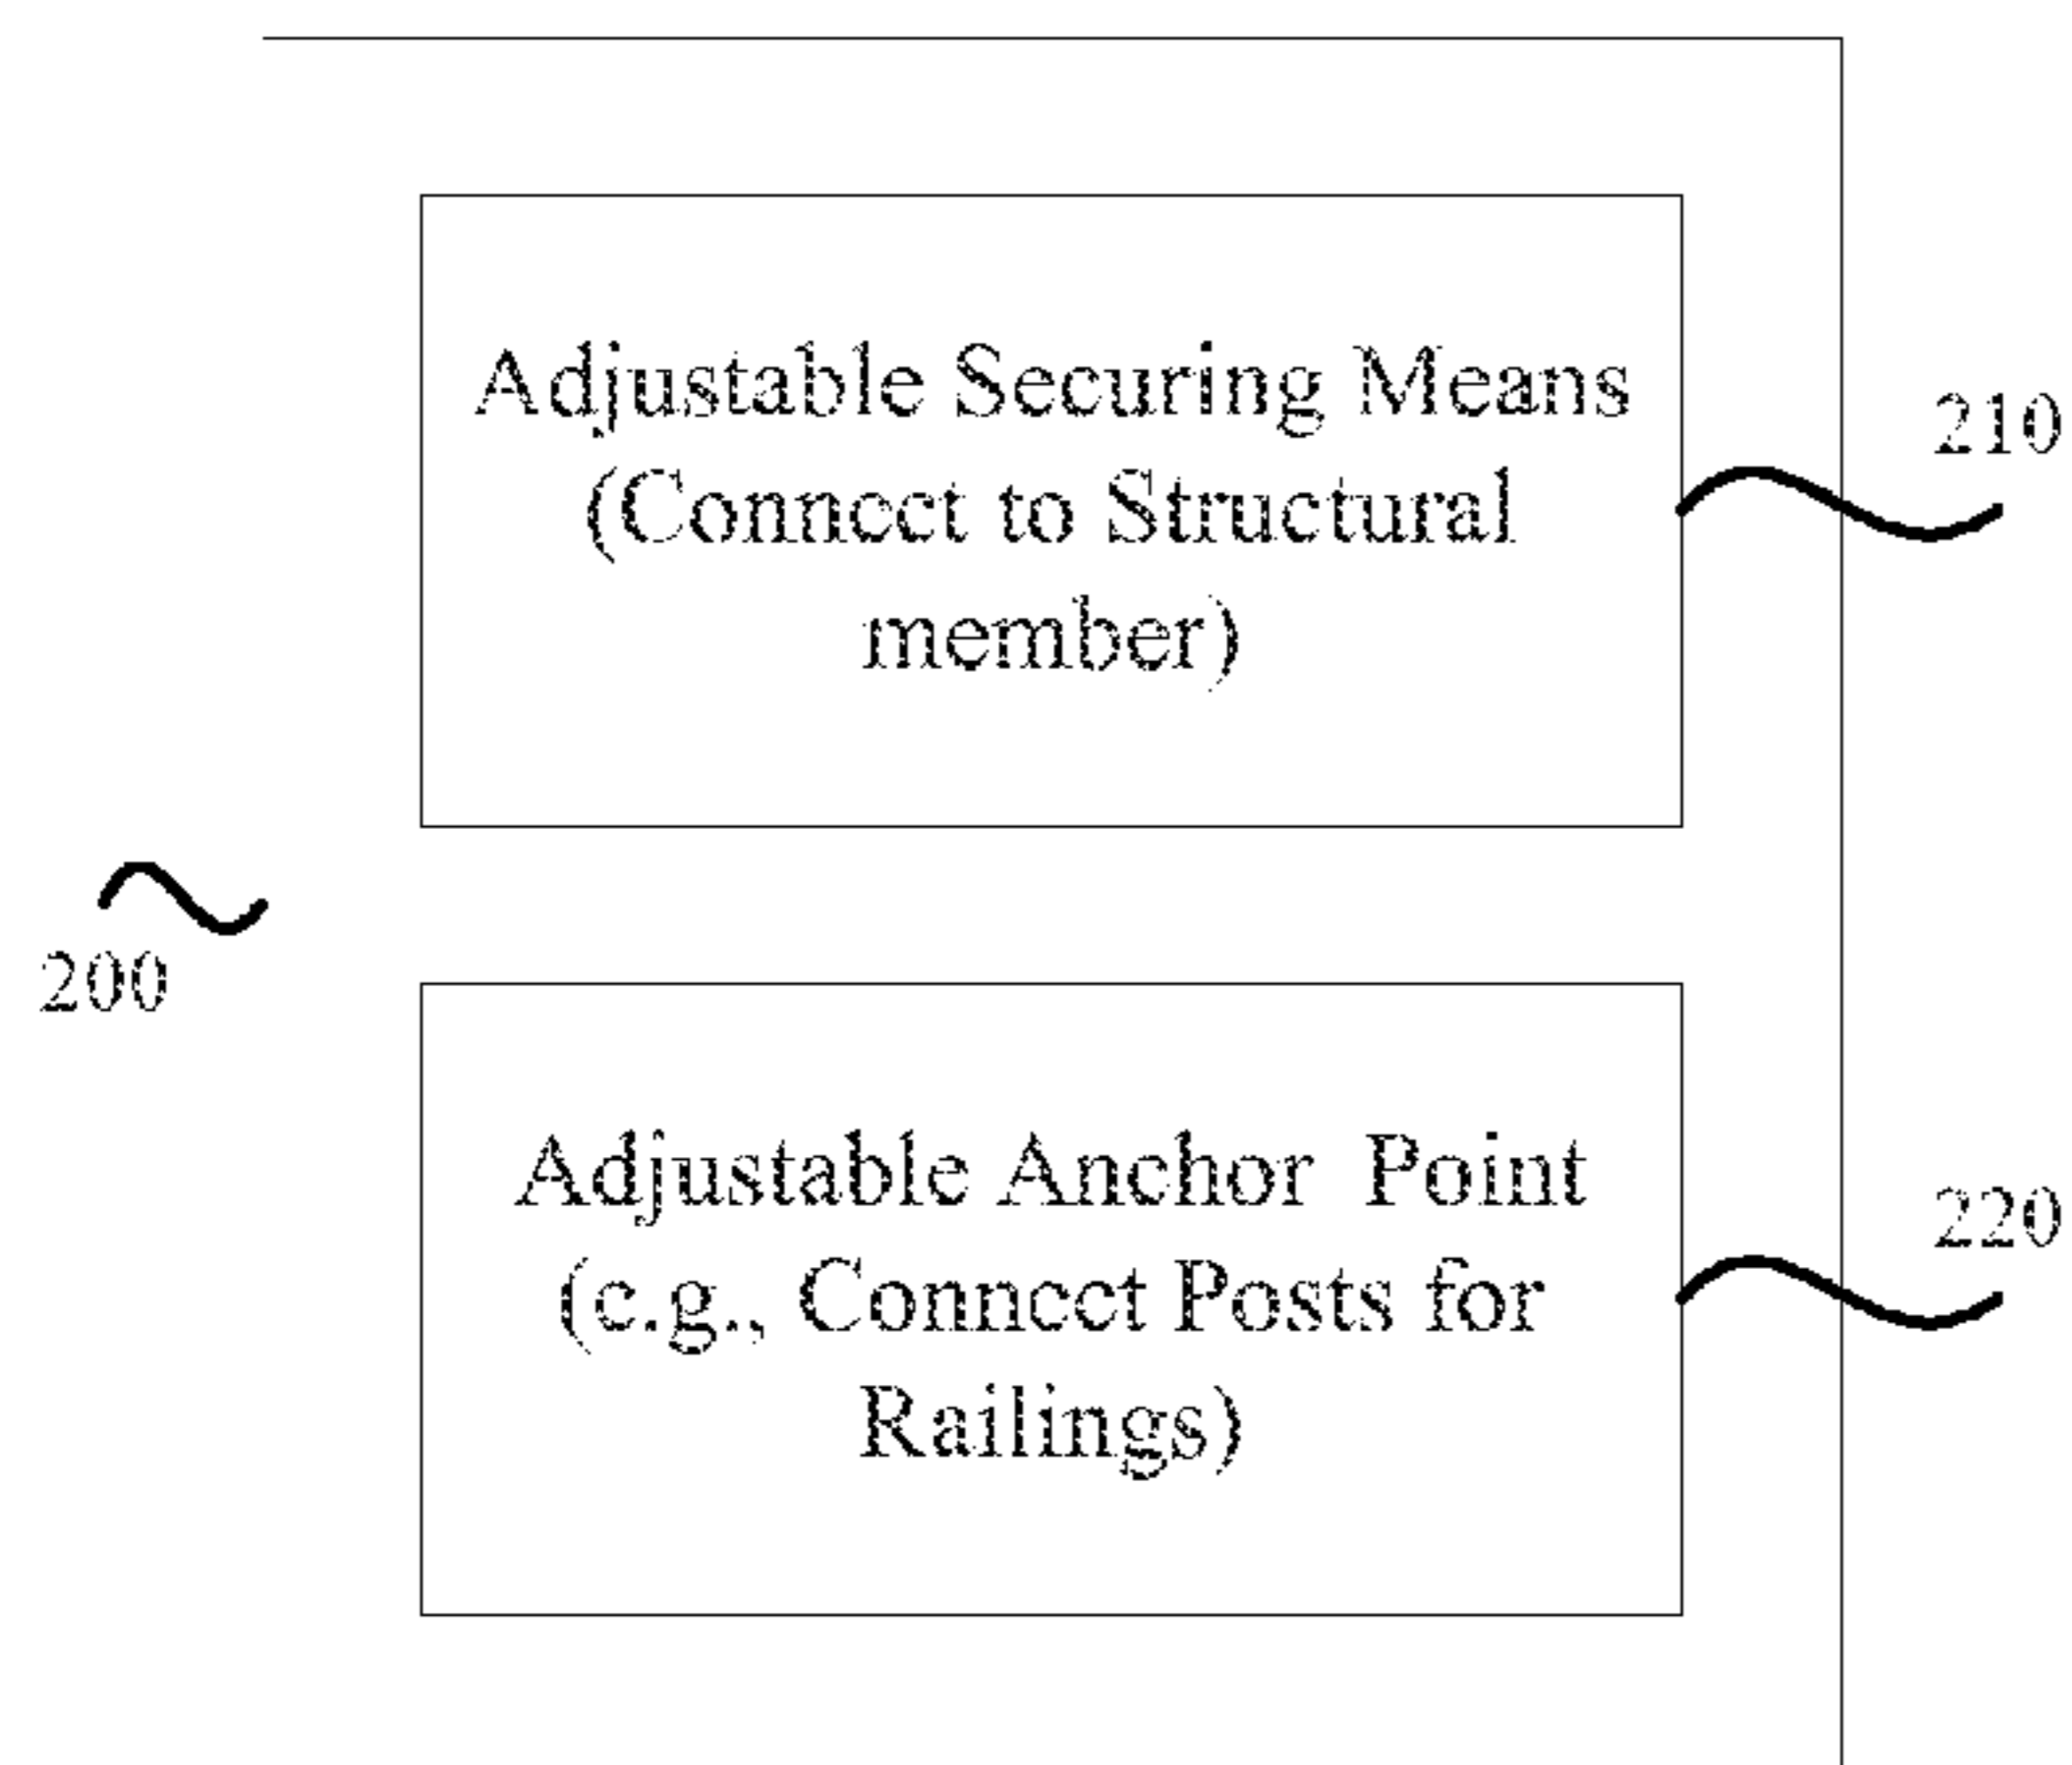 Adjustable Securing Means
(Connect to Structural
member)
210
200
Adjustable Anchor Point
(e.g., Connect Posts for
Railings)
220